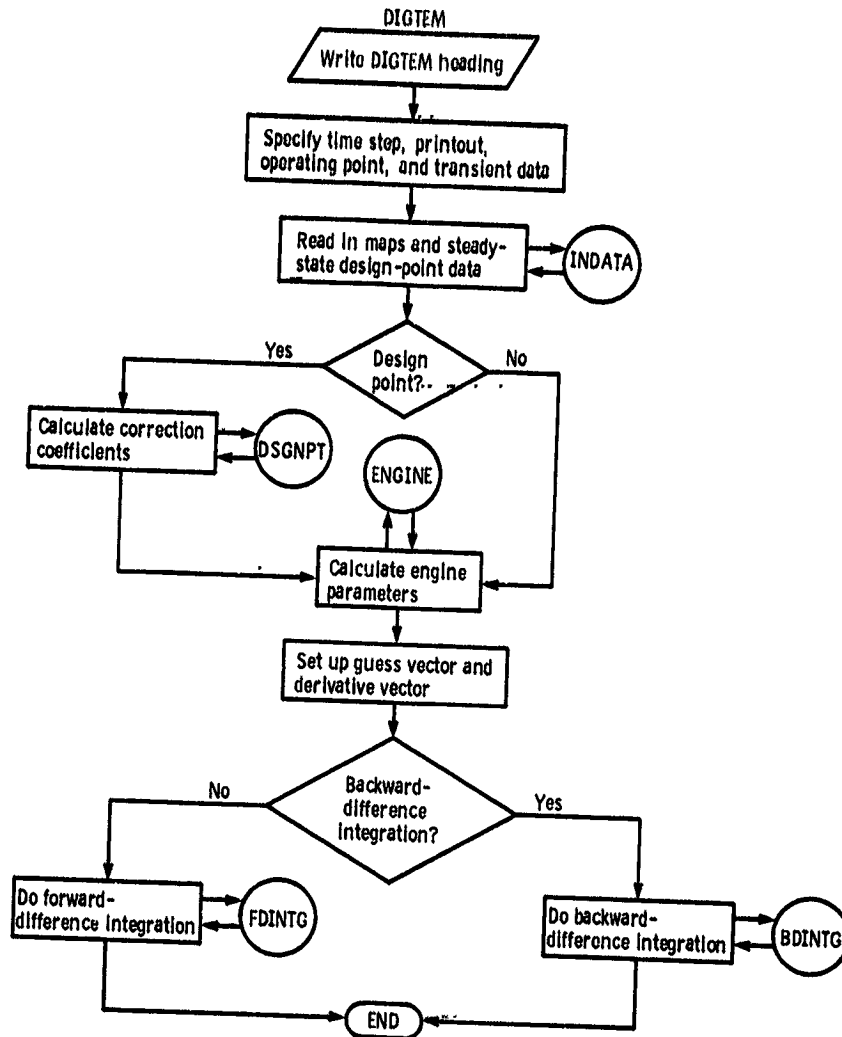 DIGTEM
Write DIGTEM heading
Specify time step, printout,
operating point, and transient data
Read in maps and steady-
state design-point data
INDATA
Yes
Design
point?
No
Calculate correction
coefficients
DSGNPT
ENGINE
Calculate engine
parameters
Set up guess vector and
derivative vector
No
Backward-
difference
integration?
Yes
Do forward-
difference integration
FDINTG
Do backward-
difference integration
BDINTG
END